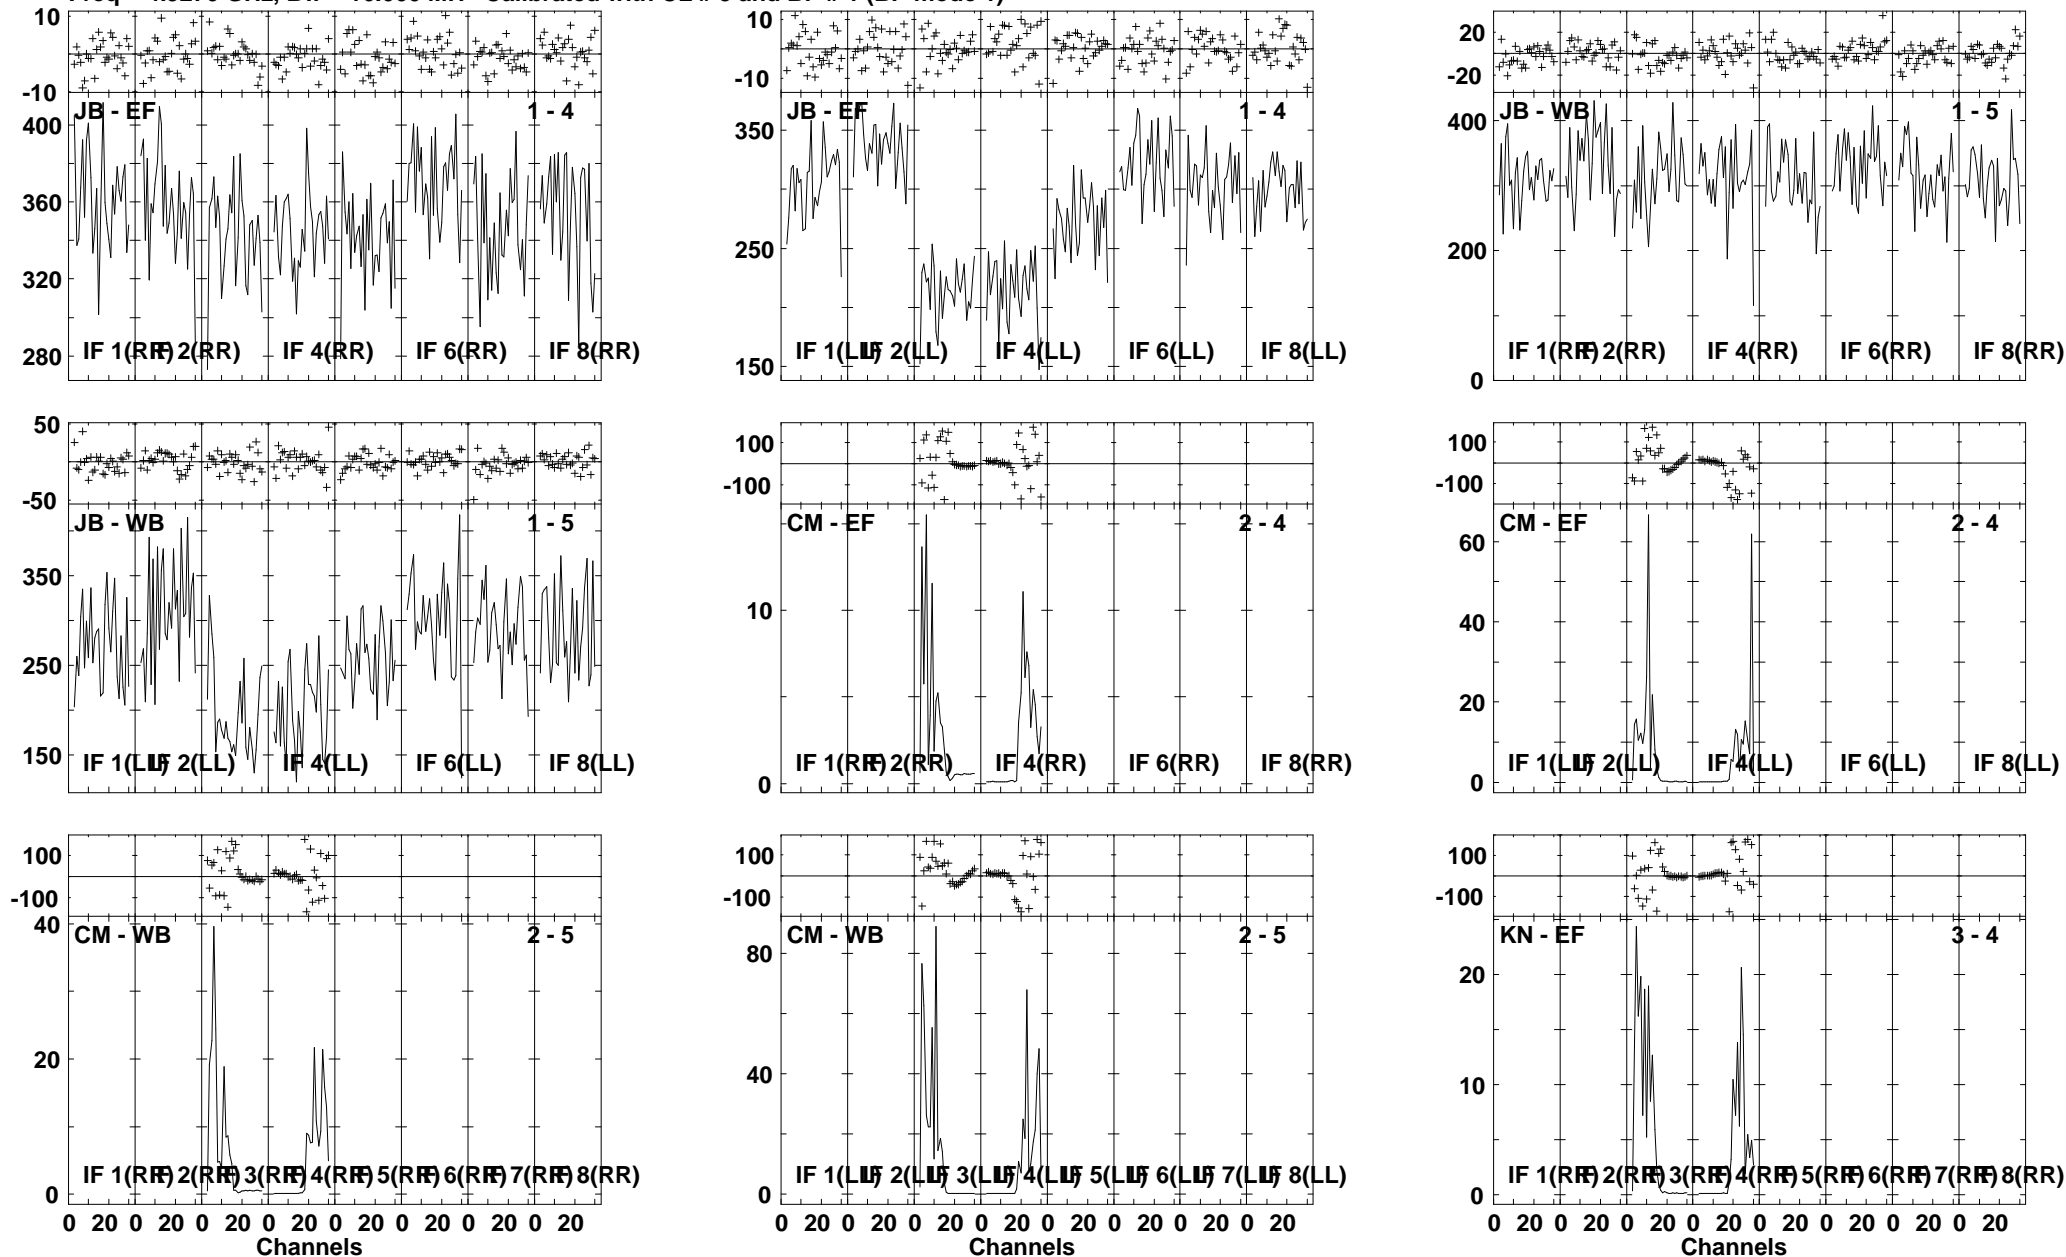 Freq = GHz, Bw = MH Calibrated with CL # and BP # (BP mode 1)
10
-10
JB - EF 1 - 4
400
360
320
280
IF 1(RR) IF 2(RR) IF 4(RR) IF 6(RR) IF 8(RR)
10
-10
JB - EF 1 - 4
350
250
150
IF 1(LL) IF 2(LL) IF 4(LL) IF 6(LL) IF 8(LL)
20
-20
JB - WB 1 - 5
400
200
0
IF 1(RR) IF 2(RR) IF 4(RR) IF 6(RR) IF 8(RR)
50
-50
JB - WB 1 - 5
350
250
150
IF 1(LL) IF 2(LL) IF 4(LL) IF 6(LL) IF 8(LL)
100
-100
CM - EF 2 - 4
10
0
IF 1(RR) IF 2(RR) IF 4(RR) IF 6(RR) IF 8(RR)
100
-100
CM - EF 2 - 4
60
40
20
0
IF 1(LL) IF 2(LL) IF 4(LL) IF 6(LL) IF 8(LL)
100
-100
CM - WB 2 - 5
40
20
0
IF 1(RR) IF 2(RR) IF 3(RR) IF 4(RR) IF 5(RR) IF 6(RR) IF 7(RR) IF 8(RR)
0 20 0 20 0 20 0 20 0 20 0 20 0 20 0 20
Channels
100
-100
CM - WB 2 - 5
80
40
0
IF 1(LL) IF 2(LL) IF 3(LL) IF 4(LL) IF 5(LL) IF 6(LL) IF 7(LL) IF 8(LL)
0 20 0 20 0 20 0 20 0 20 0 20 0 20 0 20
Channels
100
-100
KN - EF 3 - 4
20
10
0
IF 1(RR) IF 2(RR) IF 3(RR) IF 4(RR) IF 5(RR) IF 6(RR) IF 7(RR) IF 8(RR)
0 20 0 20 0 20 0 20 0 20 0 20 0 20 0 20
Channels